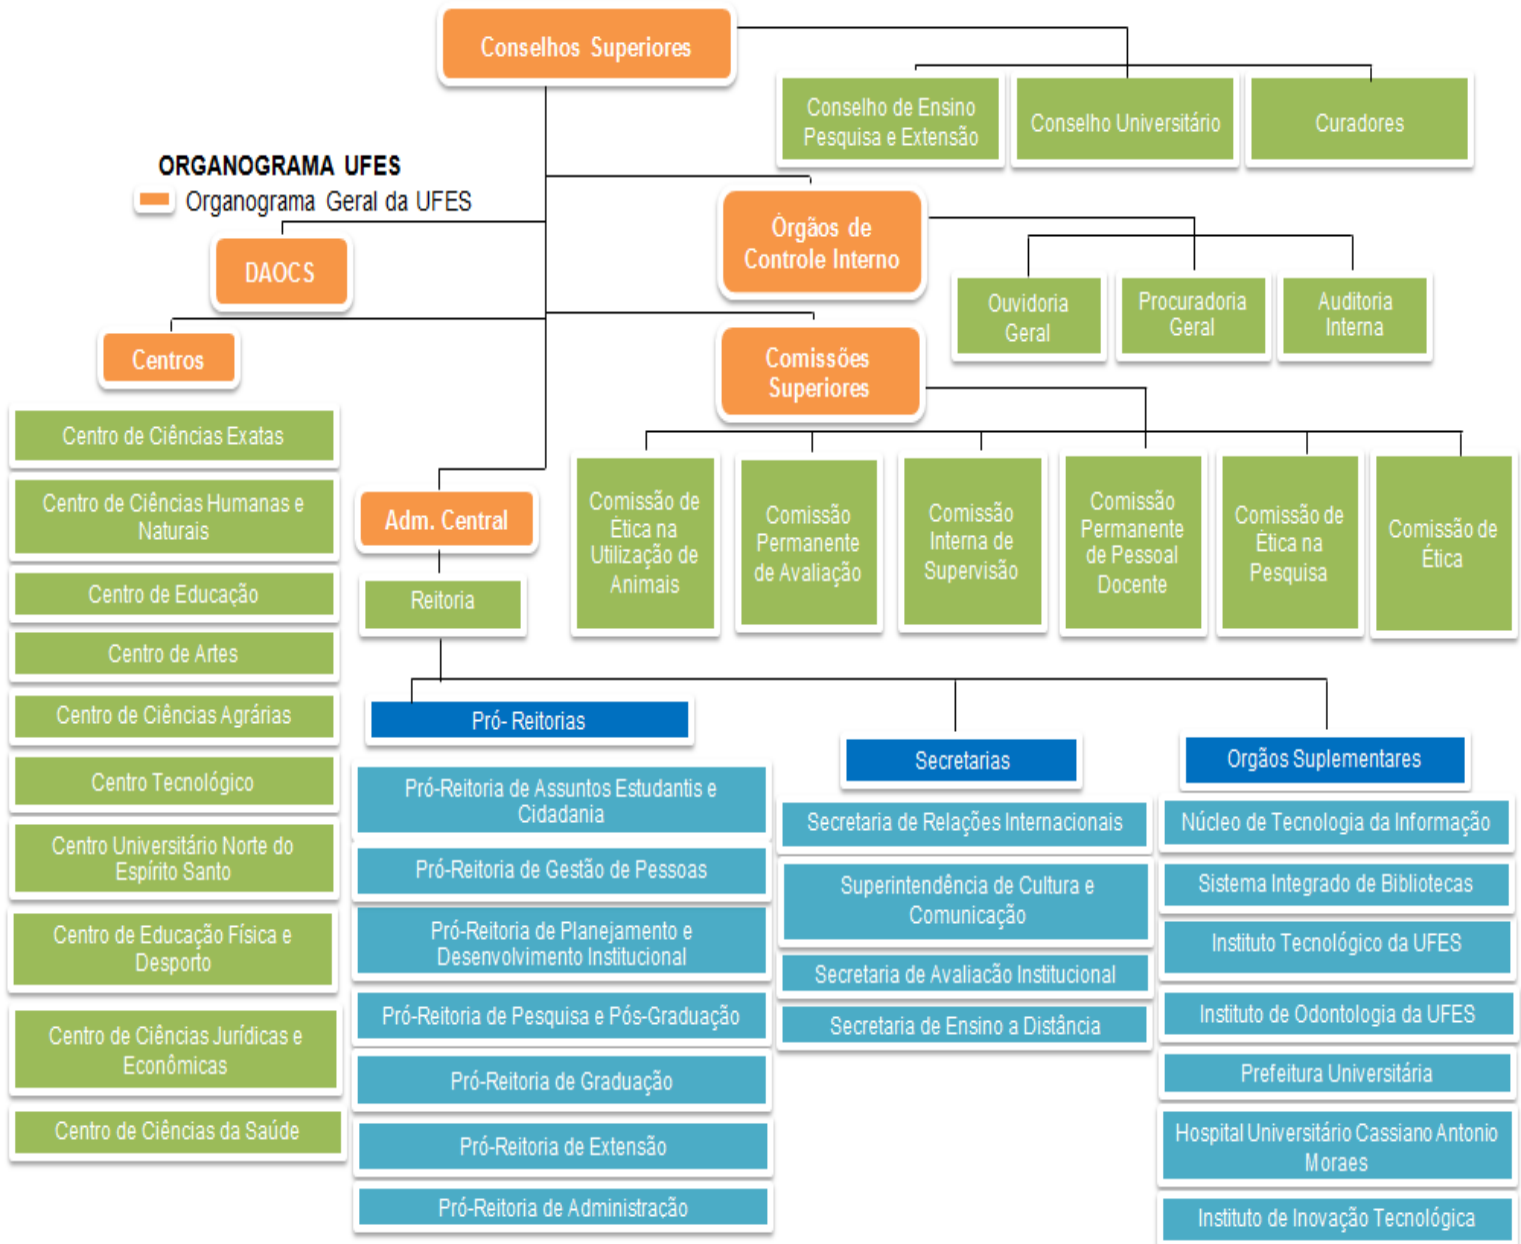 Conselhos Superiores
Conselho de Ensino
Pesquisa e Extensão
Conselho Universitário
Curadores
ORGANOGRAMA UFES
Organograma Geral da UFES
DAOCS
Órgãos de
Controle Interno
Ouvidoria
Geral
Procuradoria
Geral
Auditoria
Interna
Centros
Comissões
Superiores
Centro de Ciências Exatas
Centro de Ciências Humanas e
Naturais
Centro de Educação
Centro de Artes
Centro de Ciências Agrárias
Centro Tecnológico
Centro Universitário Norte do
Espírito Santo
Centro de Educação Física e
Desporto
Centro de Ciências Jurídicas e
Econômicas
Centro de Ciências da Saúde
Comissão de
Ética na
Utilização de
Animais
Comissão
Permanente
de Avaliação
Comissão
Interna de
Supervisão
Comissão
Permanente
de Pessoal
Docente
Comissão de
Ética na
Pesquisa
Comissão de
Ética
Adm. Central
Reitoria
Pró- Reitorias
Pró-Reitoria de Assuntos Estudantis e
Cidadania
Pró-Reitoria de Gestão de Pessoas
Pró-Reitoria de Planejamento e
Desenvolvimento Institucional
Pró-Reitoria de Pesquisa e Pós-Graduação
Pró-Reitoria de Graduação
Pró-Reitoria de Extensão
Pró-Reitoria de Administração
Secretarias
Secretaria de Relações Internacionais
Superintendência de Cultura e
Comunicação
Secretaria de Avaliacão Institucional
Secretaria de Ensino a Distância
Orgãos Suplementares
Núcleo de Tecnologia da Informação
Sistema Integrado de Bibliotecas
Instituto Tecnológico da UFES
Instituto de Odontologia da UFES
Prefeitura Universitária
Hospital Universitário Cassiano Antonio
Moraes
Instituto de Inovação Tecnológica